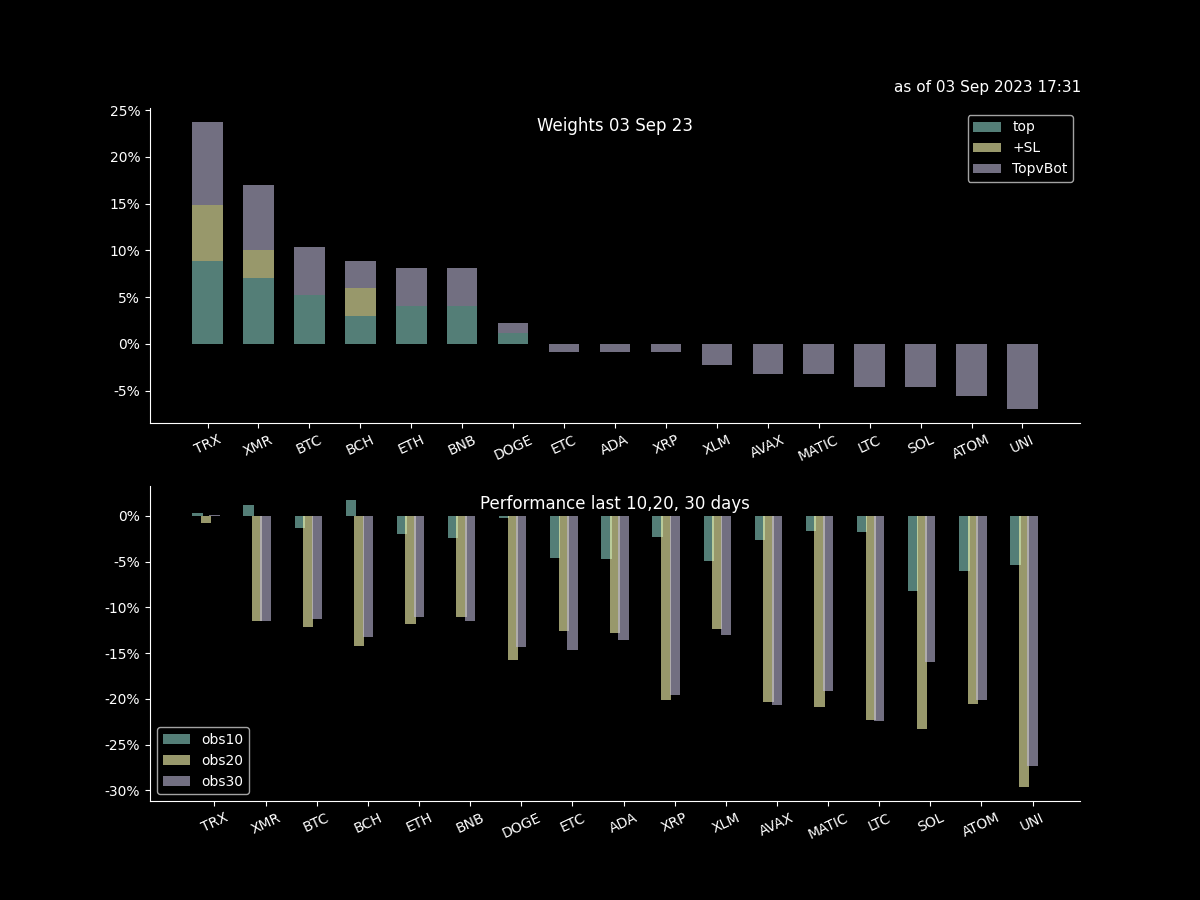 as of 03 Sep 2023 17:31
Weights 03 Sep 23
top
+SL
TopvBot
25%
20%
15%
10%
5%
0%
-5%
TRX XMR BTC BCH ETH BNB DOGE ETC ADA XRP XLM AVAX MATIC LTC SOL ATOM UNI
Performance last 10,20, 30 days
0%
-5%
-10%
-15%
-20%
-25%
-30%
obs10
obs20
obs30
TRX XMR BTC BCH ETH BNB DOGE ETC ADA XRP XLM AVAX MATIC LTC SOL ATOM UNI